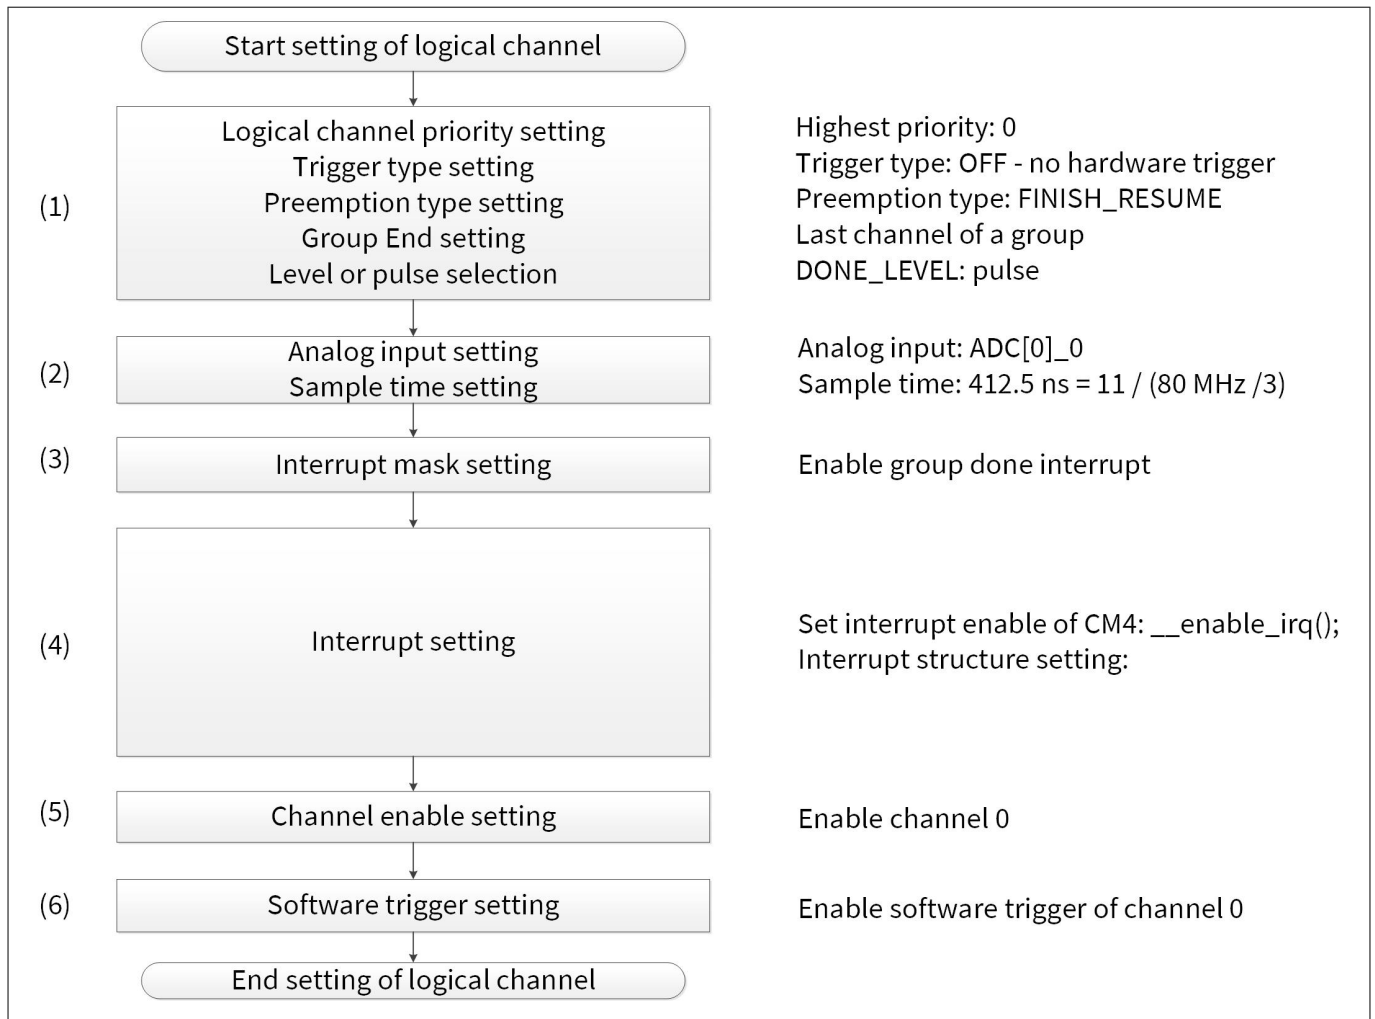 Start setting of logical channel
(1)
Logical channel priority setting
Trigger type setting
Preemption type setting
Group End setting
Level or pulse selection
Highest priority: 0
Trigger type: OFF - no hardware trigger
Preemption type: FINISH_RESUME
Last channel of a group
DONE_LEVEL: pulse
(2)
Analog input setting
Sample time setting
Analog input: ADC[0]_0
Sample time: 412.5 ns = 11 / (80 MHz /3)
(3)
Interrupt mask setting
Enable group done interrupt
(4)
Interrupt setting
Set interrupt enable of CM4: __enable_irq();
Interrupt structure setting:
(5)
Channel enable setting
Enable channel 0
(6)
Software trigger setting
Enable software trigger of channel 0
End setting of logical channel